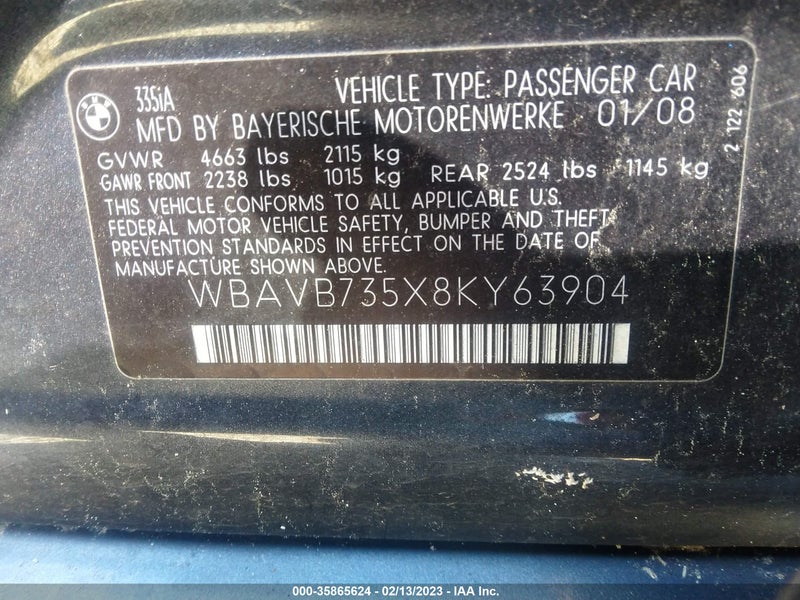 335iA VEHICLE TYPE: PASSENGER CAR
BMW MFD BY BAYERISCHE MOTORENWERKE 01/08
GVWR 4663 lbs 2115 kg
GAWR FRONT 2238 lbs 1015 kg REAR 2524 lbs 1145 kg
THIS VEHICLE CONFORMS TO ALL APPLICABLE U.S.
FEDERAL MOTOR VEHICLE SAFETY, BUMPER AND THEFT
PREVENTION STANDARDS IN EFFECT ON THE DATE OF
MANUFACTURE SHOWN ABOVE.
WBAVB735X8KY63904
2 122 606
000-35865624 / 02/13/2023 - IAA Inc.